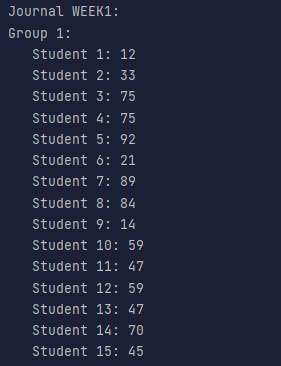 Journal WEEK1:
Group 1:
Student 1: 12
Student 2: 33
Student 3: 75
Student 4: 75
Student 5: 92
Student 6: 21
Student 7: 89
Student 8: 84
Student 9: 14
Student 10: 59
Student 11: 47
Student 12: 59
Student 13: 47
Student 14: 70
Student 15: 45